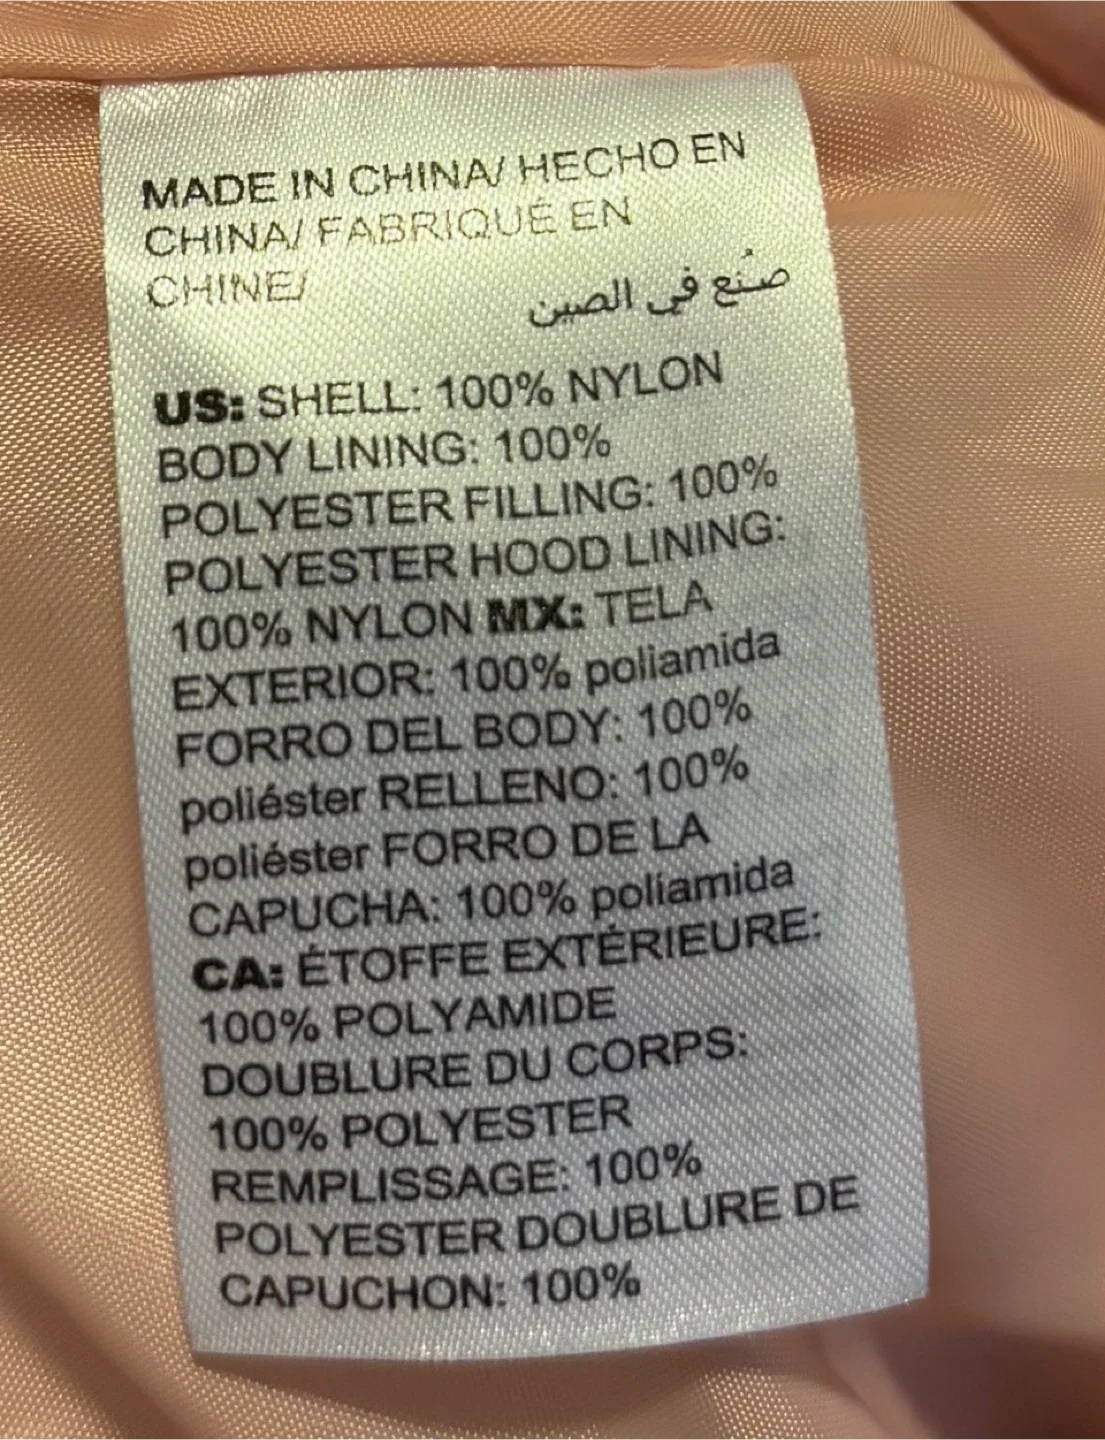 MADE IN CHINA/ HECHO EN
CHINA/ FABRIQUÉ EN
CHINE/
صُنع في الصين
US: SHELL: 100% NYLON
BODY LINING: 100%
POLYESTER FILLING: 100%
POLYESTER HOOD LINING:
100% NYLON MX: TELA
EXTERIOR: 100% poliamida
FORRO DEL BODY: 100%
poliéster RELLENO: 100%
poliéster FORRO DE LA
CAPUCHA: 100% poliamida
CA: ÉTOFFE EXTÉRIEURE:
100% POLYAMIDE
DOUBLURE DU CORPS:
100% POLYESTER
REMPLISSAGE: 100%
POLYESTER DOUBLURE DE
CAPUCHON: 100%